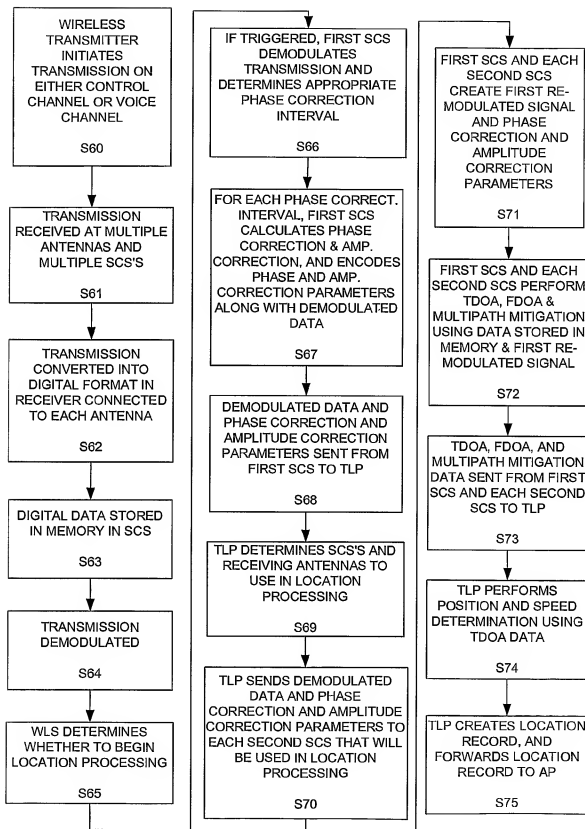 WIRELESS
TRANSMITTER
INITIATES
TRANSMISSION ON
EITHER CONTROL
CHANNEL OR VOICE
CHANNEL
S60
TRANSMISSION
RECEIVED AT MULTIPLE
ANTENNAS AND
MULTIPLE SCS'S
S61
TRANSMISSION
CONVERTED INTO
DIGITAL FORMAT IN
RECEIVER CONNECTED
TO EACH ANTENNA
S62
DIGITAL DATA STORED
IN MEMORY IN SCS
S63
TRANSMISSION
DEMODULATED
S64
WLS DETERMINES
WHETHER TO BEGIN
LOCATION PROCESSING
S65
IF TRIGGERED, FIRST SCS
DEMODULATES
TRANSMISSION AND
DETERMINES APPROPRIATE
PHASE CORRECTION
INTERVAL
S66
FOR EACH PHASE CORRECT.
INTERVAL, FIRST SCS
CALCULATES PHASE
CORRECTION & AMP.
CORRECTION, AND ENCODES
PHASE AND AMP.
CORRECTION PARAMETERS
ALONG WITH DEMODULATED
DATA
S67
DEMODULATED DATA AND
PHASE CORRECTION AND
AMPLITUDE CORRECTION
PARAMETERS SENT FROM
FIRST SCS TO TLP
S68
TLP DETERMINES SCS'S AND
RECEIVING ANTENNAS TO
USE IN LOCATION
PROCESSING
S69
TLP SENDS DEMODULATED
DATA AND PHASE
CORRECTION AND AMPLITUDE
CORRECTION PARAMETERS TO
EACH SECOND SCS THAT WILL
BE USED IN LOCATION
PROCESSING
S70
FIRST SCS AND EACH
SECOND SCS
CREATE FIRST RE-
MODULATED SIGNAL
AND PHASE
CORRECTION AND
AMPLITUDE
CORRECTION
PARAMETERS
S71
FIRST SCS AND EACH
SECOND SCS PERFORM
TDOA, FDOA &
MULTIPATH MITIGATION
USING DATA STORED IN
MEMORY & FIRST RE-
MODULATED SIGNAL
S72
TDOA, FDOA, AND
MULTIPATH MITIGATION
DATA SENT FROM FIRST
SCS AND EACH SECOND
SCS TO TLP
S73
TLP PERFORMS
POSITION AND SPEED
DETERMINATION USING
TDOA DATA
S74
TLP CREATES LOCATION
RECORD, AND
FORWARDS LOCATION
RECORD TO AP
S75